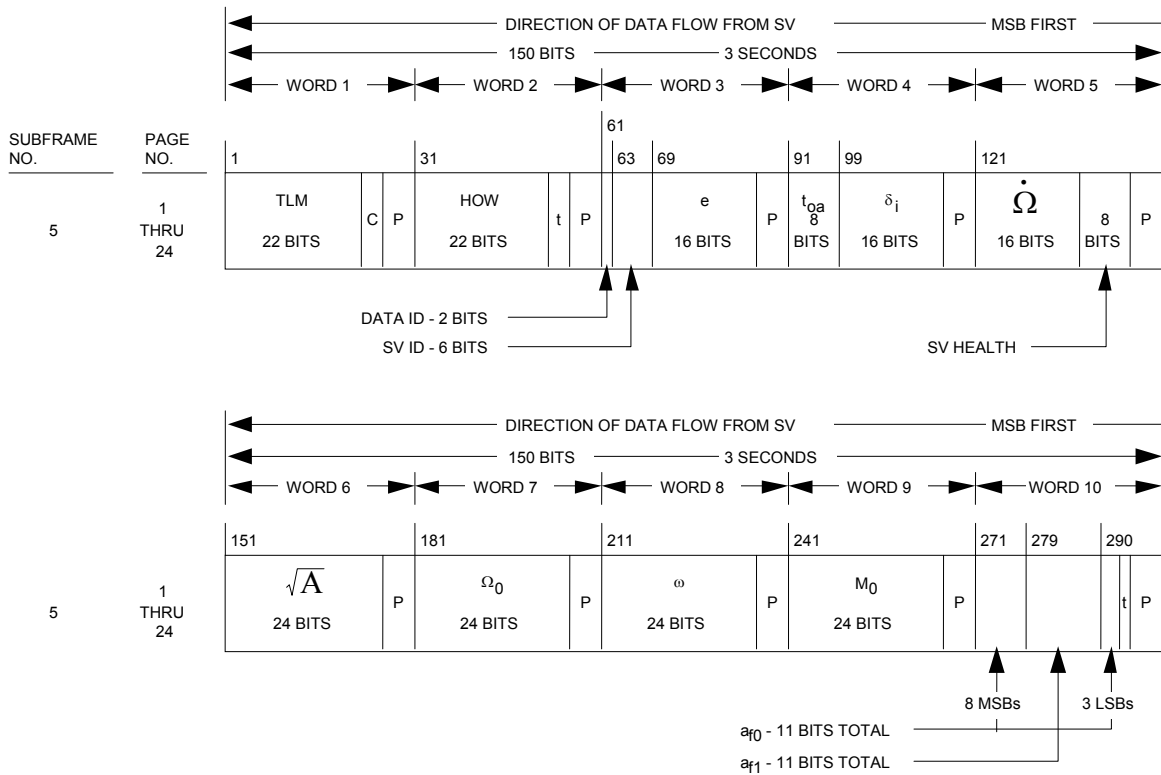 DIRECTION OF DATA FLOW FROM SV MSB FIRST
150 BITS 3 SECONDS
WORD 1 WORD 2 WORD 3 WORD 4 WORD 5
SUBFRAME NO. PAGE NO.
61
1 31 63 69 91 99 121
5 1 THRU 24
TLM 22 BITS C P HOW 22 BITS t P e 16 BITS P t_oa 8 BITS δ_i 16 BITS P Ω̇ 16 BITS 8 BITS P
DATA ID - 2 BITS
SV ID - 6 BITS SV HEALTH
DIRECTION OF DATA FLOW FROM SV MSB FIRST
150 BITS 3 SECONDS
WORD 6 WORD 7 WORD 8 WORD 9 WORD 10
151 181 211 241 271 279 290
5 1 THRU 24
√A 24 BITS P Ω_0 24 BITS P ω 24 BITS P M_0 24 BITS P t P
8 MSBs 3 LSBs
a_f0 - 11 BITS TOTAL
a_f1 - 11 BITS TOTAL